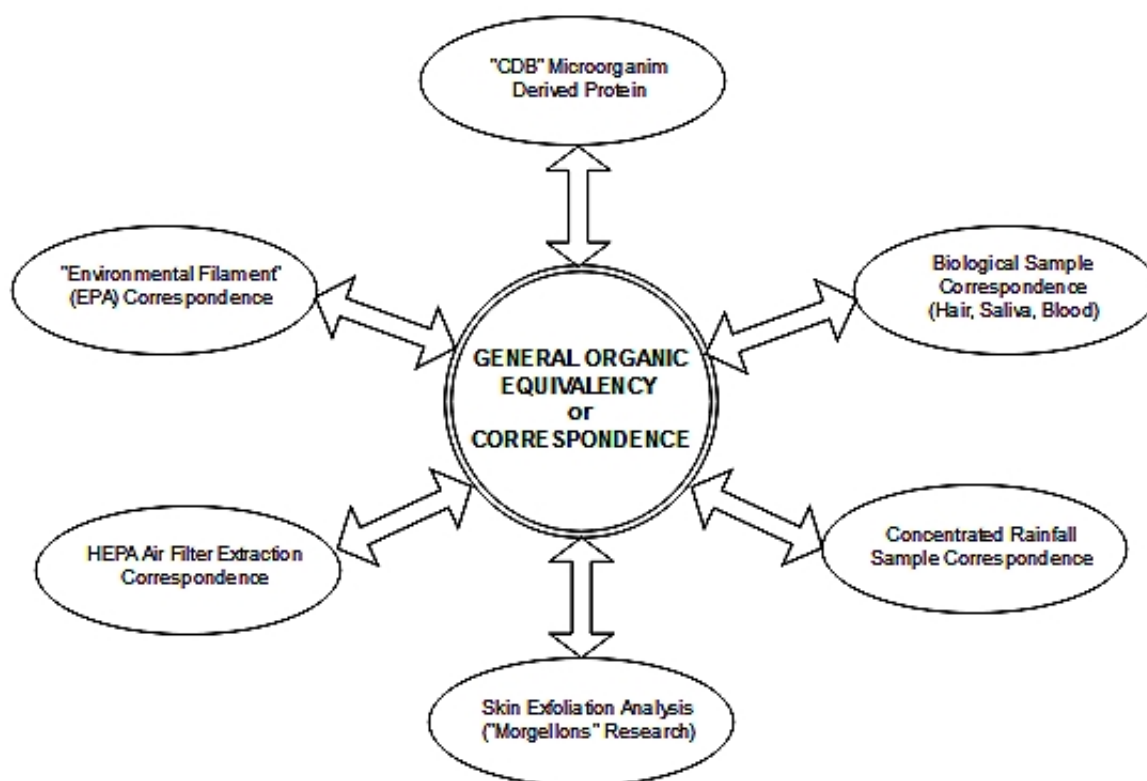 "CDB" Microorganim
Derived Protein
"Environmental Filament"
(EPA) Correspondence
Biological Sample
Correspondence
(Hair, Saliva, Blood)
GENERAL ORGANIC
EQUIVALENCY
or
CORRESPONDENCE
HEPA Air Filter Extraction
Correspondence
Concentrated Rainfall
Sample Correspondence
Skin Exfoliation Analysis
("Morgellons" Research)